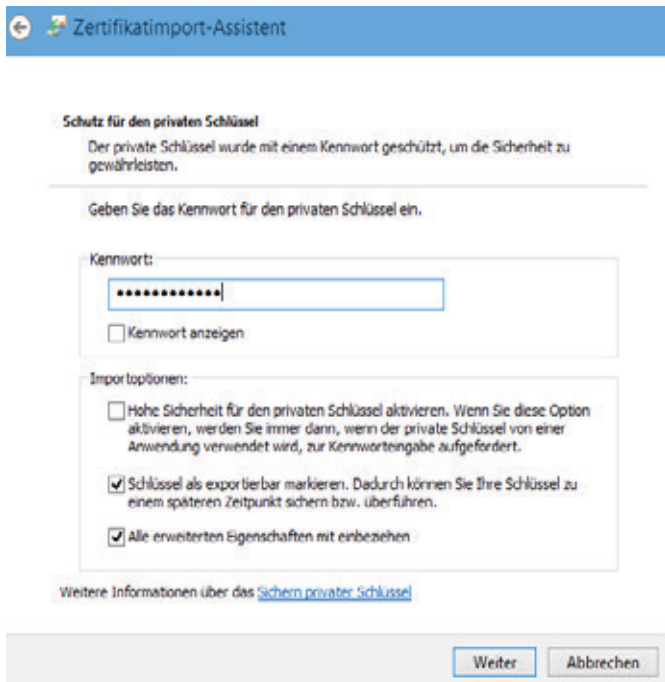 Zertifikatimport-Assistent
Schutz für den privaten Schlüssel
Der private Schlüssel wurde mit einem Kennwort geschützt, um die Sicherheit zu
gewährleisten.
Geben Sie das Kennwort für den privaten Schlüssel ein.
Kennwort:
••••••••••••
Kennwort anzeigen
Importoptionen:
Hohe Sicherheit für den privaten Schlüssel aktivieren. Wenn Sie diese Option
aktivieren, werden Sie immer dann, wenn der private Schlüssel von einer
Anwendung verwendet wird, zur Kennworteingabe aufgefordert.
Schlüssel als exportierbar markieren. Dadurch können Sie Ihre Schlüssel zu
einem späteren Zeitpunkt sichern bzw. überführen.
Alle erweiterten Eigenschaften mit einbeziehen
Weitere Informationen über das Sichern privater Schlüssel
Weiter
Abbrechen